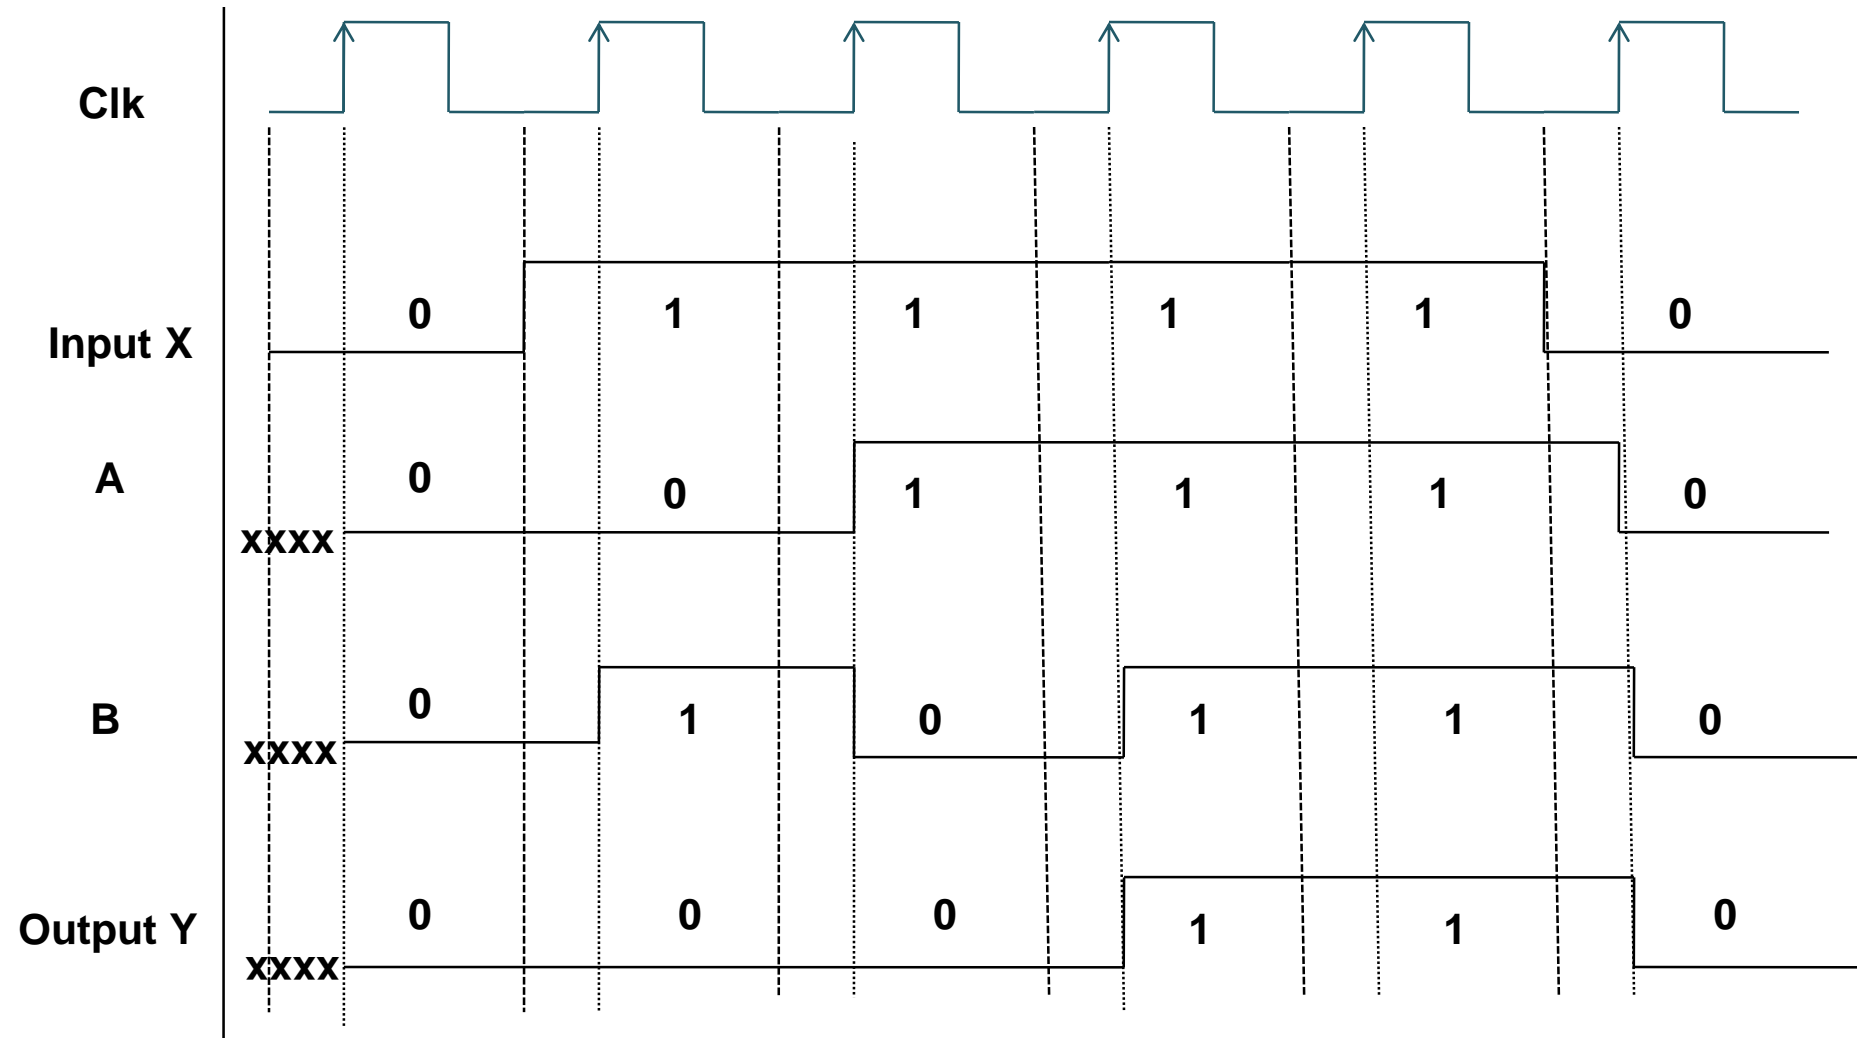 Clk
Input X 0 1 1 1 1 0
A 0 0 1 1 1 0
xxxx
B 0 1 0 1 1 0
xxxx
Output Y 0 0 0 1 1 0
xxxx